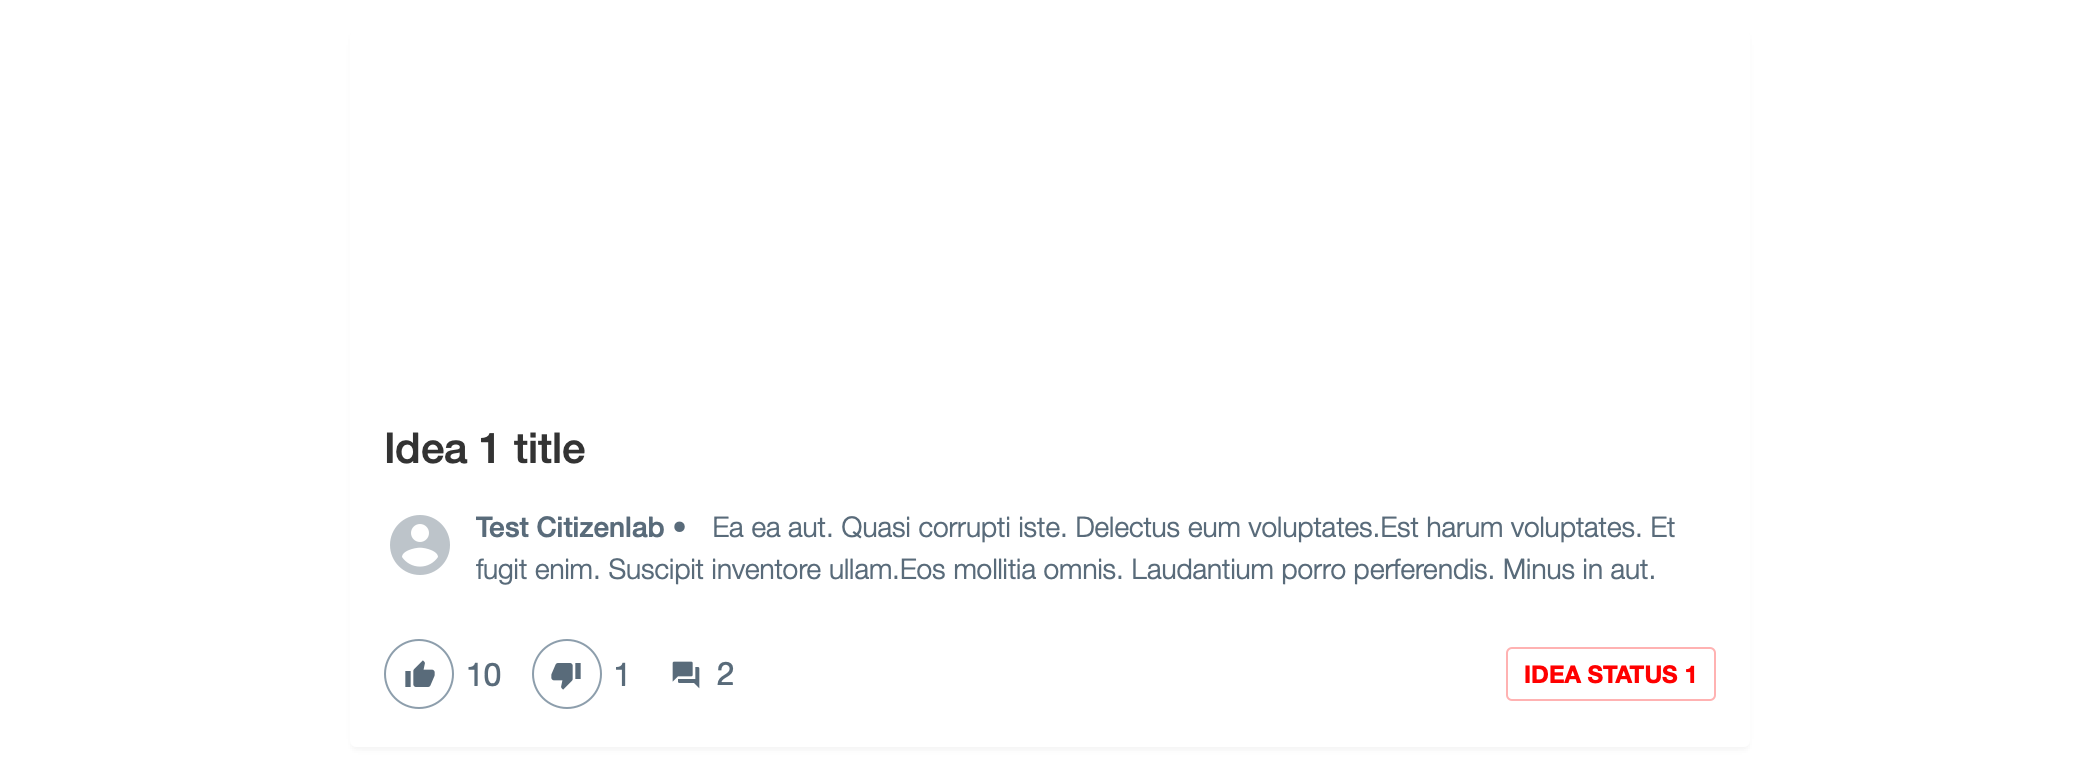 Idea 1 title
Test Citizenlab • Ea ea aut. Quasi corrupti iste. Delectus eum voluptates.Est harum voluptates. Et
fugit enim. Suscipit inventore ullam.Eos mollitia omnis. Laudantium porro perferendis. Minus in aut.
10 1 2 IDEA STATUS 1